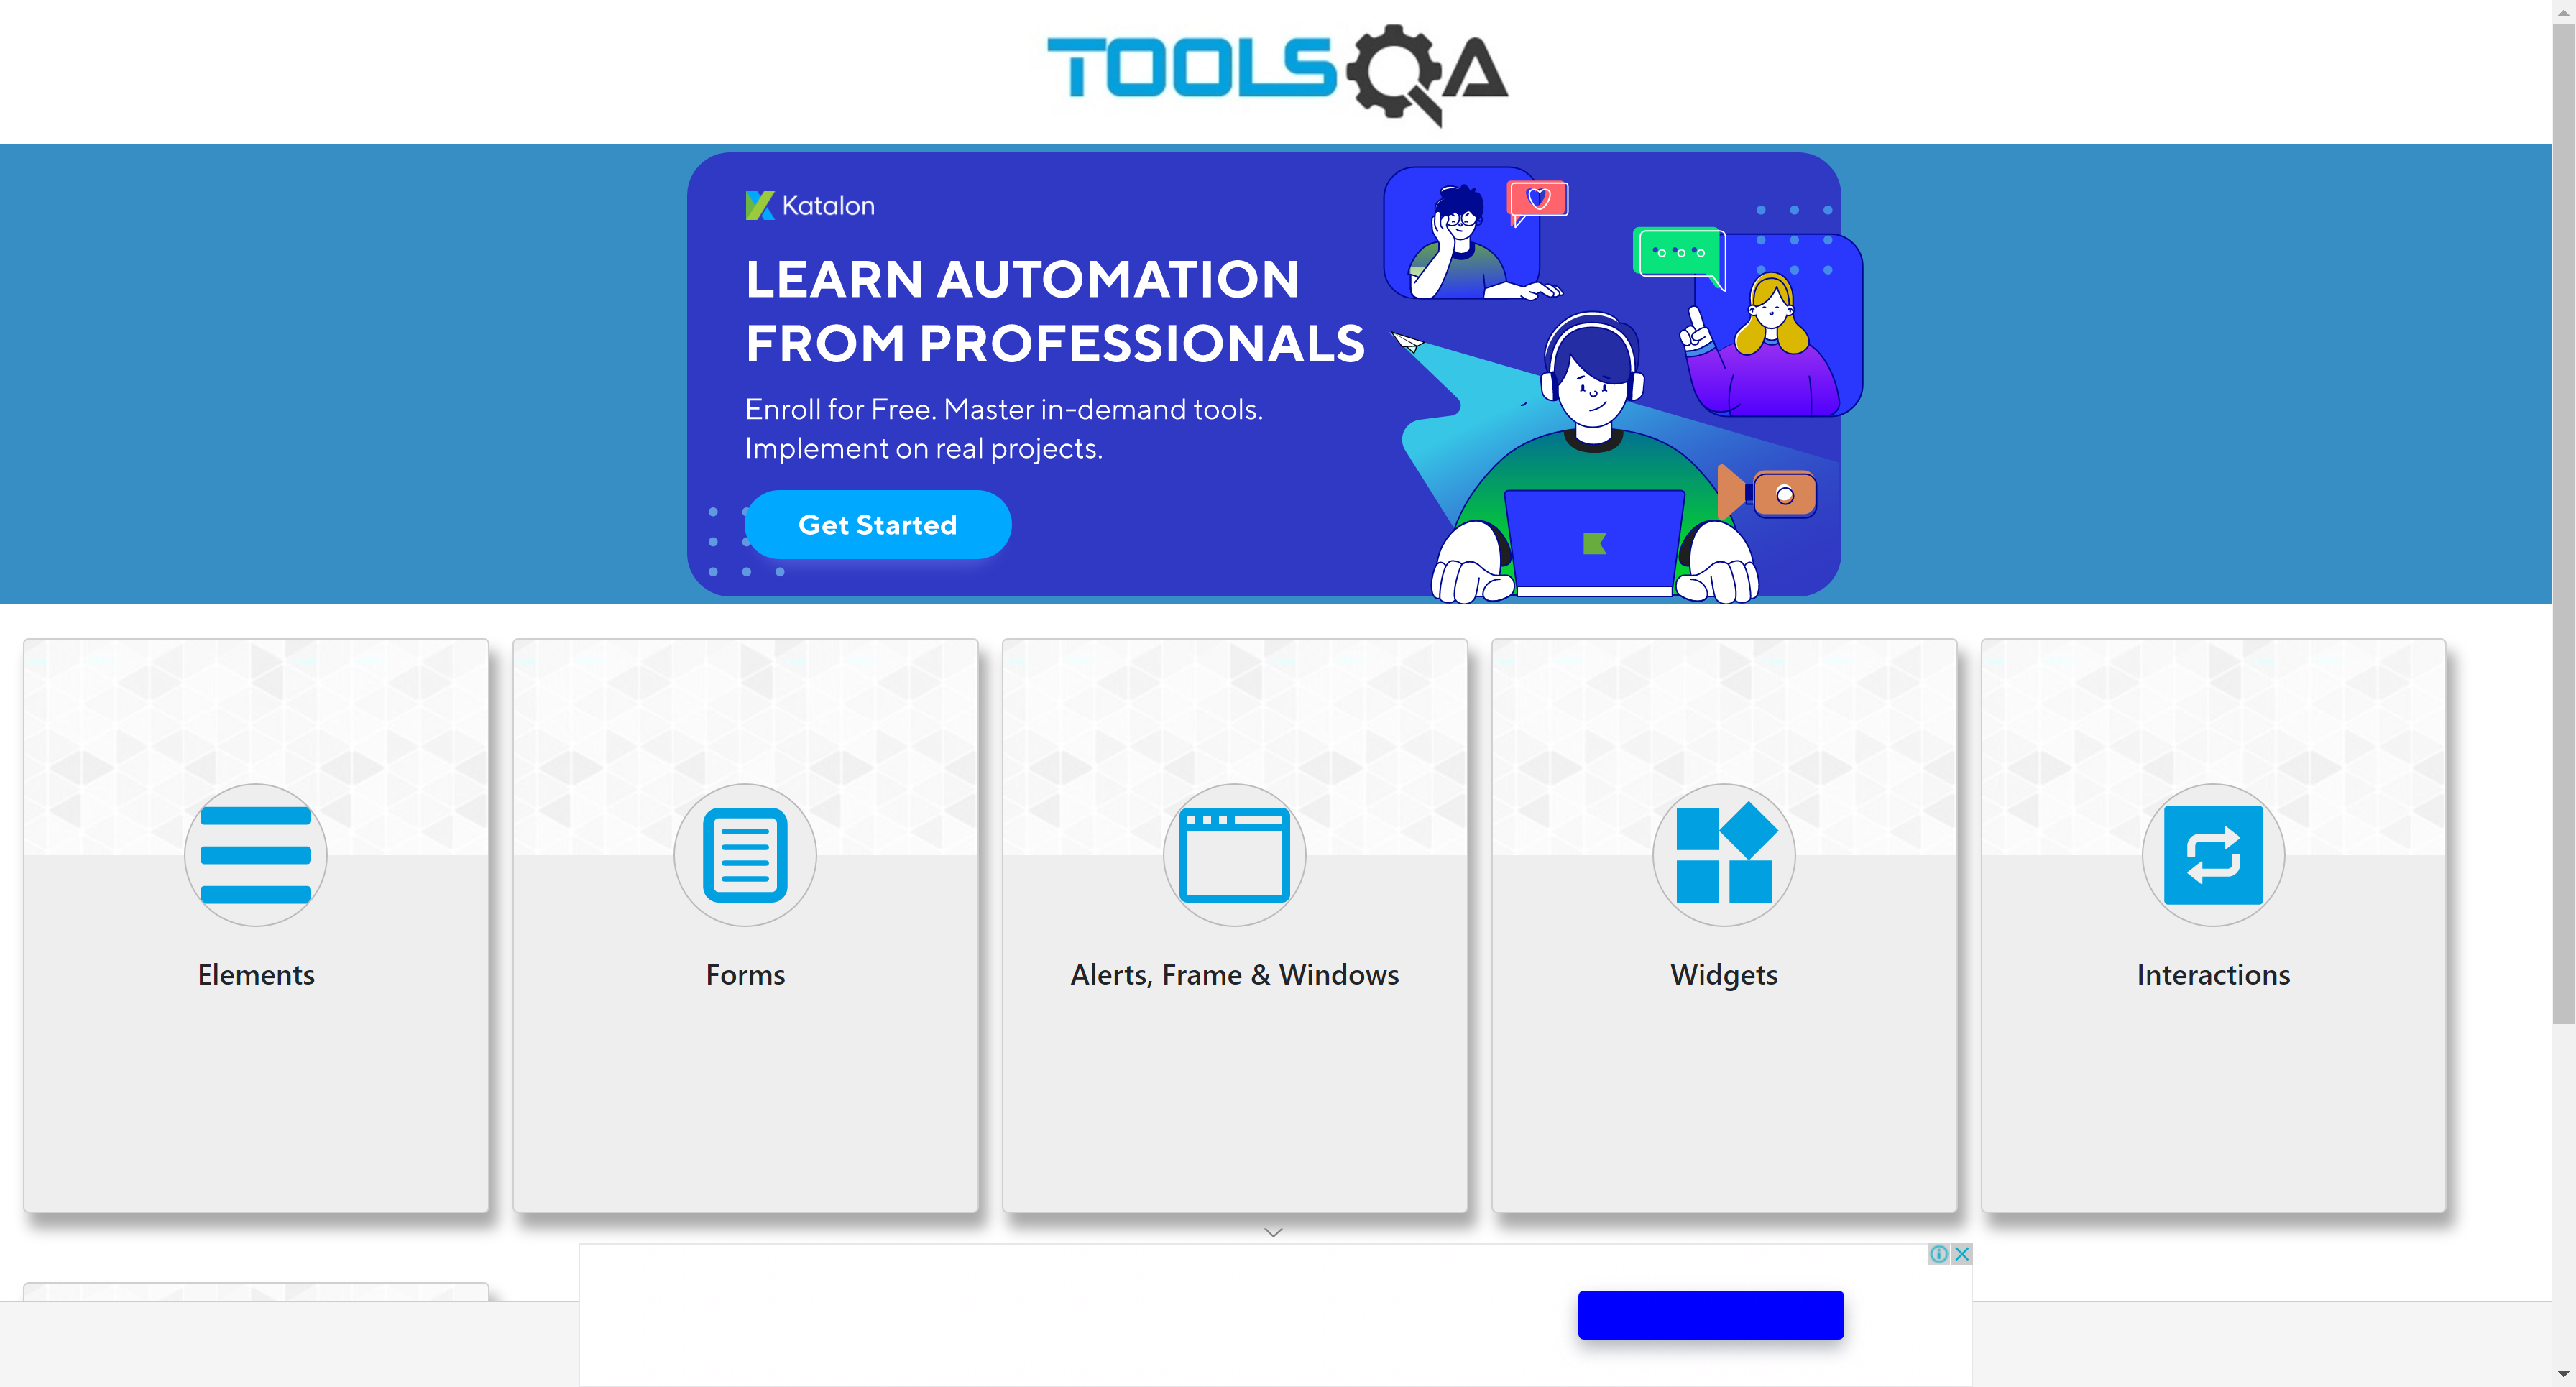 TOOLSQA
Katalon
LEARN AUTOMATION
FROM PROFESSIONALS
Enroll for Free. Master in-demand tools.
Implement on real projects.
Get Started
Elements
Forms
Alerts, Frame & Windows
Widgets
Interactions